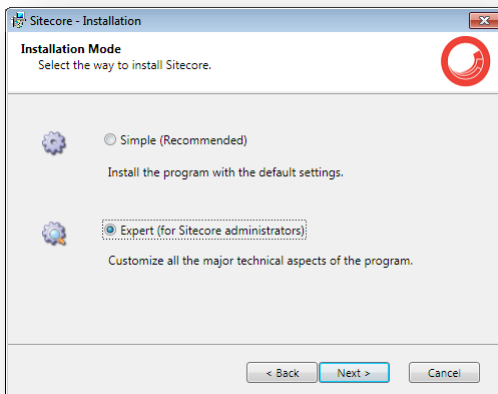 Sitecore - Installation
Installation Mode
Select the way to install Sitecore.
Simple (Recommended)
Install the program with the default settings.
Expert (for Sitecore administrators)
Customize all the major technical aspects of the program.
< Back
Next >
Cancel